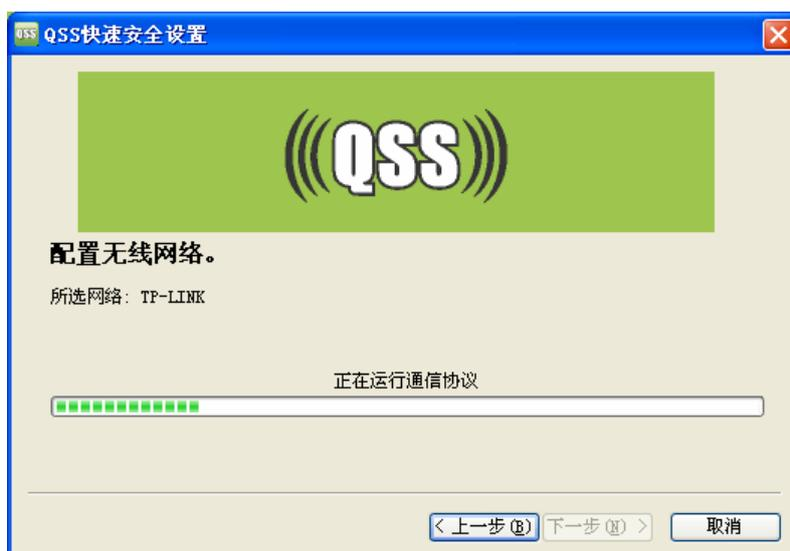 QSS QSS快速安全设置
(((QSS)))
配置无线网络。
所选网络: TP-LINK
正在运行通信协议
< 上一步(B) 下一步(N) > 取消